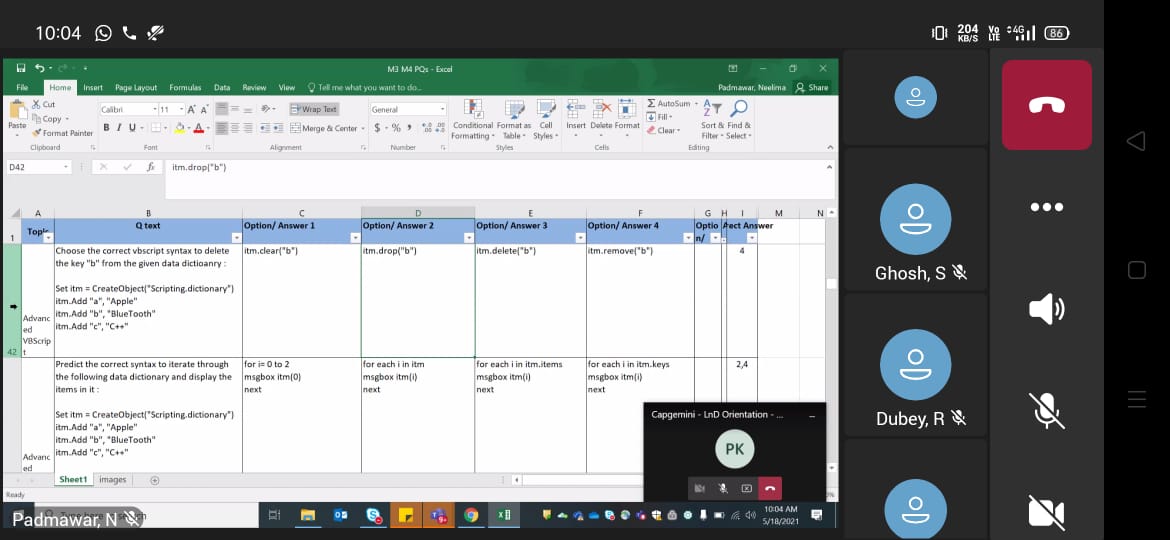 10:04
204
KB/S
Vo
LTE
4G
86
M3 M4 PQs - Excel
File Home Insert Page Layout Formulas Data Review View Tell me what you want to do... Padmawar, Neelima Share
Cut
Copy
Format Painter
Paste
Calibri 11
B I U
Wrap Text
Merge & Center
General
$ % ,
Conditional Formatting
Format as Table
Cell Styles
Insert Delete Format
AutoSum
Fill
Clear
Sort & Filter
Find & Select
Clipboard Font Alignment Number Styles Cells Editing
D42 fx itm.drop("b")
A B C D E F G H I M N
1 Topic Q text Option/ Answer 1 Option/ Answer 2 Option/ Answer 3 Option/ Answer 4 Optio n/ rect Answer
42
Advanc
ed
VBScrip
t
Choose the correct vbscript syntax to delete
the key "b" from the given data dictioanry :
Set itm = CreateObject("Scripting.dictionary")
itm.Add "a", "Apple"
itm.Add "b", "BlueTooth"
itm.Add "c", "C++"
itm.clear("b")
itm.drop("b")
itm.delete("b")
itm.remove("b")
4
Advanc
ed
Predict the correct syntax to iterate through
the following data dictionary and display the
items in it :
Set itm = CreateObject("Scripting.dictionary")
itm.Add "a", "Apple"
itm.Add "b", "BlueTooth"
itm.Add "c", "C++"
for i= 0 to 2
msgbox itm(0)
next
for each i in itm
msgbox itm(i)
next
for each i in itm.items
msgbox itm(i)
next
for each i in itm.keys
msgbox itm(i)
next
2,4
Capgemini - LnD Orientation - ...
PK
Sheet1 images
Ready
Padmawar, N
10:04 AM
5/18/2021
Ghosh, S
Dubey, R